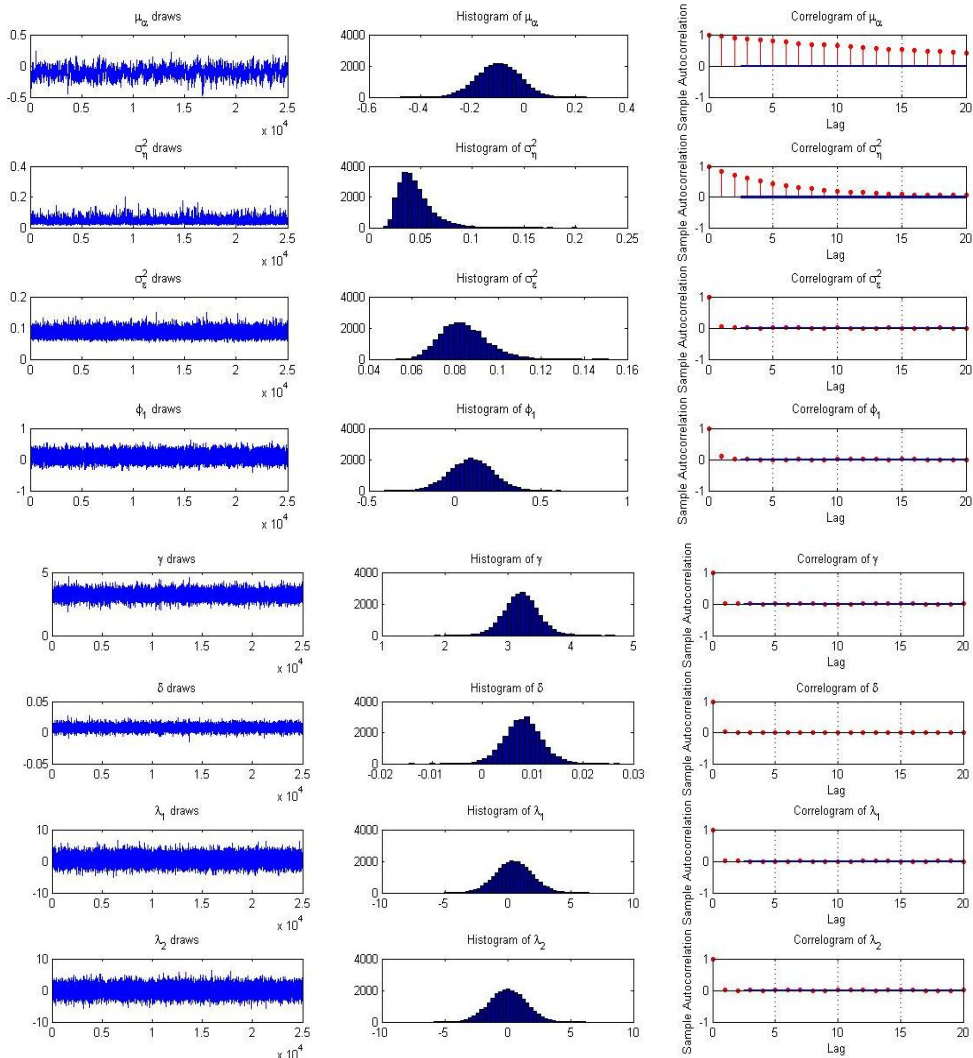 μα draws
Histogram of μα
Correlogram of μα
0.5
0
-0.5
0 0.5 1 1.5 2 2.5
x 10^4
4000
2000
0
-0.6 -0.4 -0.2 0 0.2 0.4
Sample Autocorrelation
1
0
-1
0 5 10 15 20
Lag
σ²η draws
Histogram of σ²η
Correlogram of σ²η
0.4
0.2
0
0 0.5 1 1.5 2 2.5
x 10^4
4000
2000
0
0 0.05 0.1 0.15 0.2 0.25
Sample Autocorrelation
1
0
-1
0 5 10 15 20
Lag
σ²ε draws
Histogram of σ²ε
Correlogram of σ²ε
0.2
0.1
0
0 0.5 1 1.5 2 2.5
x 10^4
4000
2000
0
0.04 0.06 0.08 0.1 0.12 0.14 0.16
Sample Autocorrelation
1
0
-1
0 5 10 15 20
Lag
ϕ1 draws
Histogram of ϕ1
Correlogram of ϕ1
1
0
-1
0 0.5 1 1.5 2 2.5
x 10^4
4000
2000
0
-0.5 0 0.5 1
Sample Autocorrelation
1
0
-1
0 5 10 15 20
Lag
γ draws
Histogram of γ
Correlogram of γ
5
0
0 0.5 1 1.5 2 2.5
x 10^4
4000
2000
0
1 2 3 4 5
Sample Autocorrelation
1
0
-1
0 5 10 15 20
Lag
δ draws
Histogram of δ
Correlogram of δ
0.05
0
-0.05
0 0.5 1 1.5 2 2.5
x 10^4
4000
2000
0
-0.02 -0.01 0 0.01 0.02 0.03
Sample Autocorrelation
1
0
-1
0 5 10 15 20
Lag
λ1 draws
Histogram of λ1
Correlogram of λ1
10
0
-10
0 0.5 1 1.5 2 2.5
x 10^4
4000
2000
0
-10 -5 0 5 10
Sample Autocorrelation
1
0
-1
0 5 10 15 20
Lag
λ2 draws
Histogram of λ2
Correlogram of λ2
10
0
-10
0 0.5 1 1.5 2 2.5
x 10^4
4000
2000
0
-10 -5 0 5 10
Sample Autocorrelation
1
0
-1
0 5 10 15 20
Lag